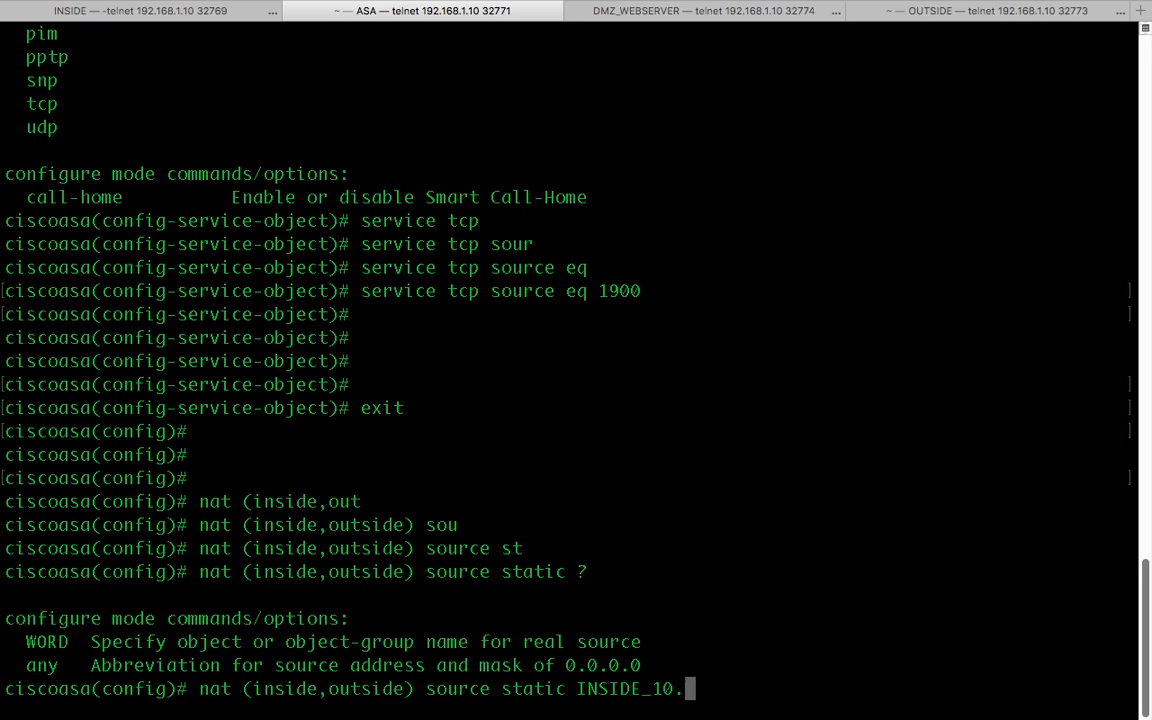 INSIDE — -telnet 192.168.1.10 32769 ... ~ — ASA — telnet 192.168.1.10 32771 DMZ_WEBSERVER — telnet 192.168.1.10 32774 ... ~ — OUTSIDE — telnet 192.168.1.10 32773 ... +
pim
pptp
snp
tcp
udp
configure mode commands/options:
call-home Enable or disable Smart Call-Home
ciscoasa(config-service-object)# service tcp
ciscoasa(config-service-object)# service tcp sour
ciscoasa(config-service-object)# service tcp source eq
[ciscoasa(config-service-object)# service tcp source eq 1900 ]
[ciscoasa(config-service-object)# ]
ciscoasa(config-service-object)#
ciscoasa(config-service-object)#
[ciscoasa(config-service-object)# ]
[ciscoasa(config-service-object)# exit ]
[ciscoasa(config)# ]
ciscoasa(config)#
[ciscoasa(config)# ]
ciscoasa(config)# nat (inside,out
ciscoasa(config)# nat (inside,outside) sou
ciscoasa(config)# nat (inside,outside) source st
ciscoasa(config)# nat (inside,outside) source static ?
configure mode commands/options:
WORD Specify object or object-group name for real source
any Abbreviation for source address and mask of 0.0.0.0
ciscoasa(config)# nat (inside,outside) source static INSIDE_10.